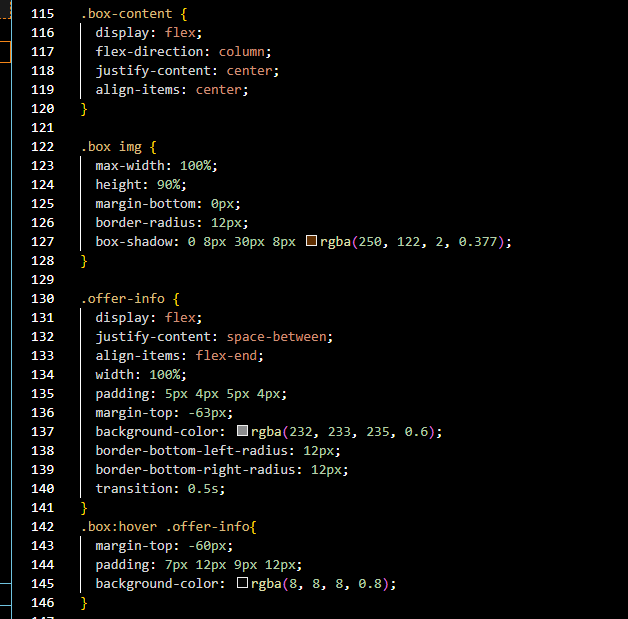 115 .box-content {
116 display: flex;
117 flex-direction: column;
118 justify-content: center;
119 align-items: center;
120 }
121
122 .box img {
123 max-width: 100%;
124 height: 90%;
125 margin-bottom: 0px;
126 border-radius: 12px;
127 box-shadow: 0 8px 30px 8px rgba(250, 122, 2, 0.377);
128 }
129
130 .offer-info {
131 display: flex;
132 justify-content: space-between;
133 align-items: flex-end;
134 width: 100%;
135 padding: 5px 4px 5px 4px;
136 margin-top: -63px;
137 background-color: rgba(232, 233, 235, 0.6);
138 border-bottom-left-radius: 12px;
139 border-bottom-right-radius: 12px;
140 transition: 0.5s;
141 }
142 .box:hover .offer-info{
143 margin-top: -60px;
144 padding: 7px 12px 9px 12px;
145 background-color: rgba(8, 8, 8, 0.8);
146 }